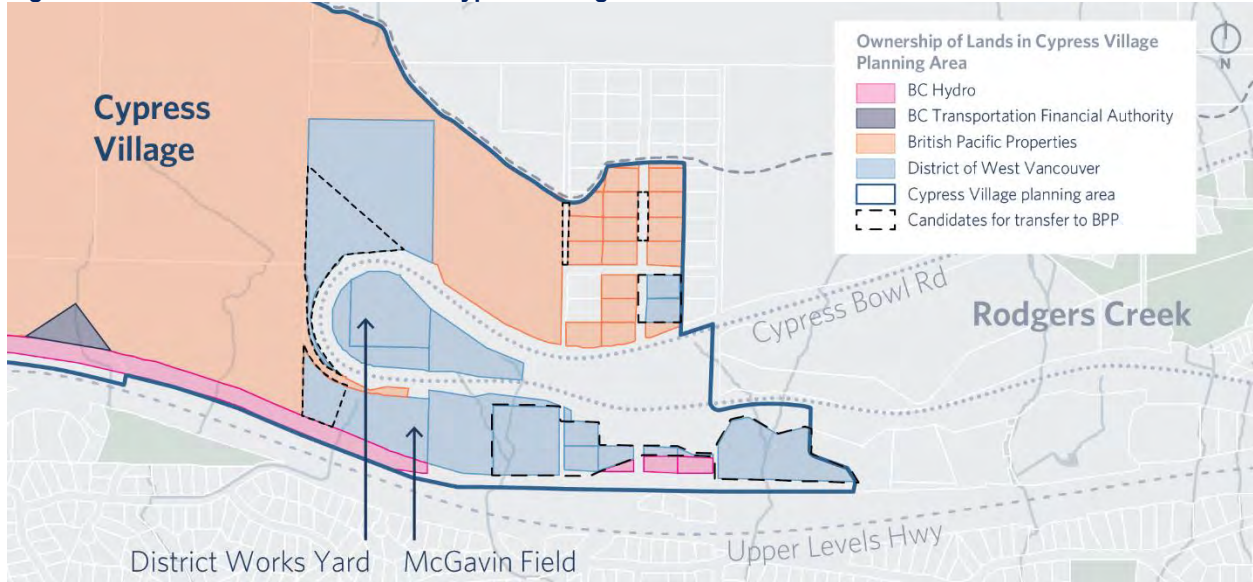 Cypress
Village
Ownership of Lands in Cypress Village
Planning Area
BC Hydro
BC Transportation Financial Authority
British Pacific Properties
District of West Vancouver
Cypress Village planning area
Candidates for transfer to BPP
N
Cypress Bowl Rd
Rodgers Creek
Upper Levels Hwy
District Works Yard
McGavin Field